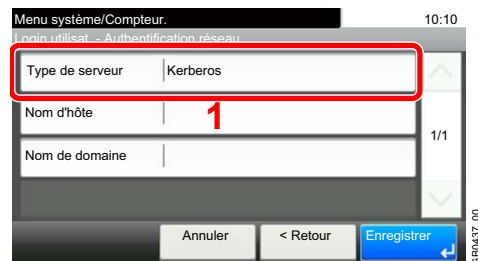 Menu système/Compteur.
10:10
Login utilisat. - Authentification réseau
Type de serveur
Kerberos
Nom d'hôte
1
1/1
Nom de domaine
Annuler
< Retour
Enregistrer
GB0437_00